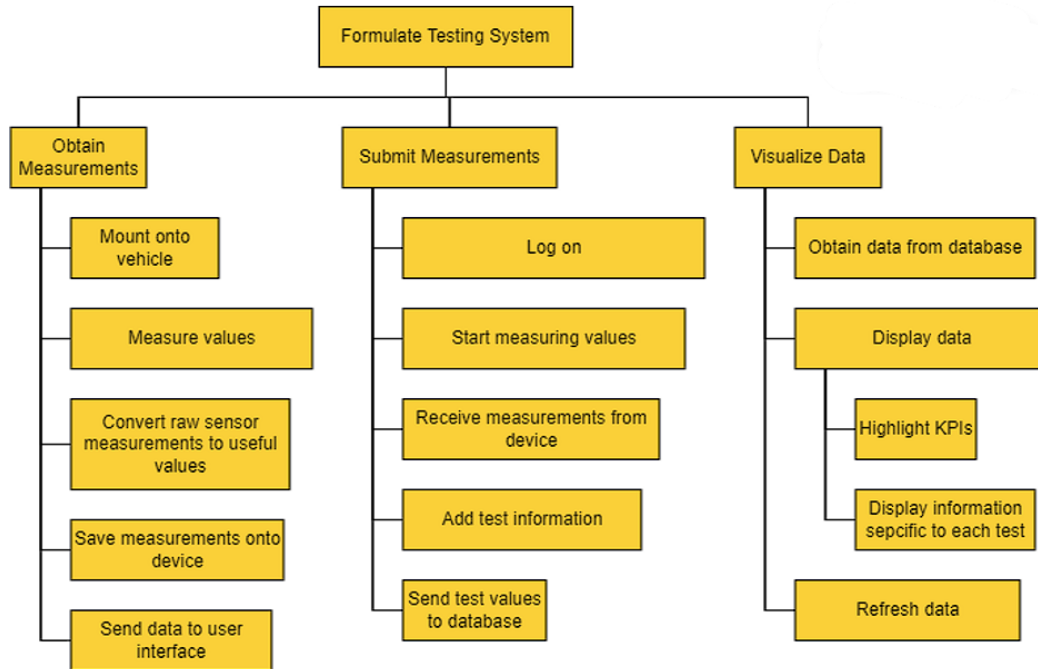 Formulate Testing System
Obtain
Measurements
Mount onto
vehicle
Measure values
Convert raw sensor
measurements to useful
values
Save measurements onto
device
Send data to user
interface
Submit Measurements
Log on
Start measuring values
Receive measurements from
device
Add test information
Send test values
to database
Visualize Data
Obtain data from database
Display data
Highlight KPIs
Display information
sepcific to each test
Refresh data